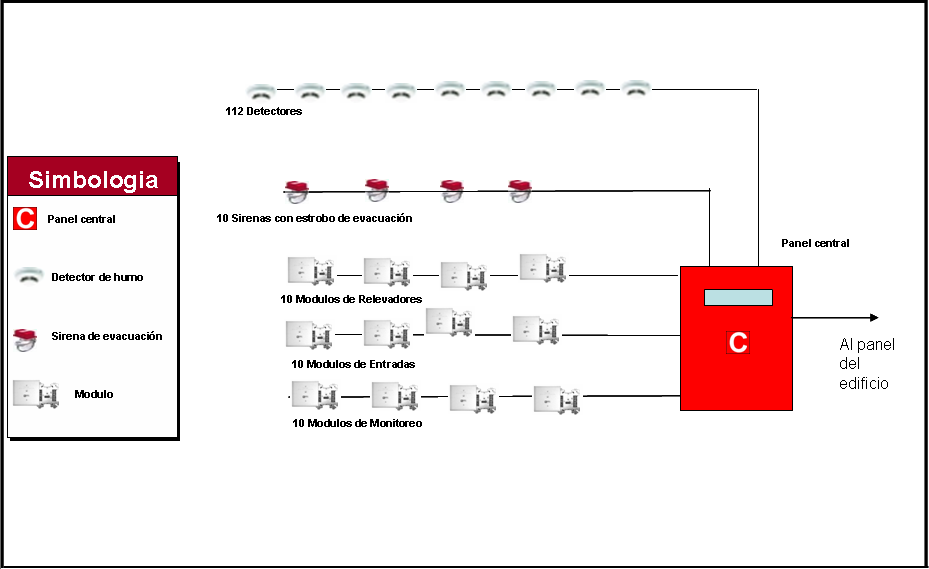 112 Detectores
Simbologia
C Panel central
Detector de humo
Sirena de evacuación
Modulo
10 Sirenas con estrobo de evacuación
Panel central
10 Modulos de Relevadores
10 Modulos de Entradas
10 Modulos de Monitoreo
C
Al panel
del
edificio